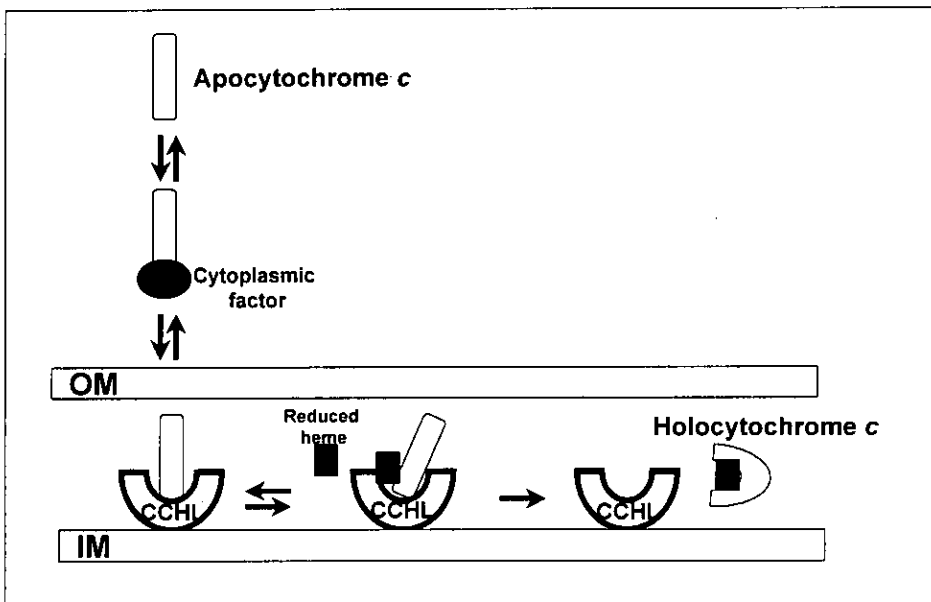 Apocytochrome c
Cytoplasmic
factor
OM
Reduced
heme
Holocytochrome c
CCHL
CCHL
CCHL
IM